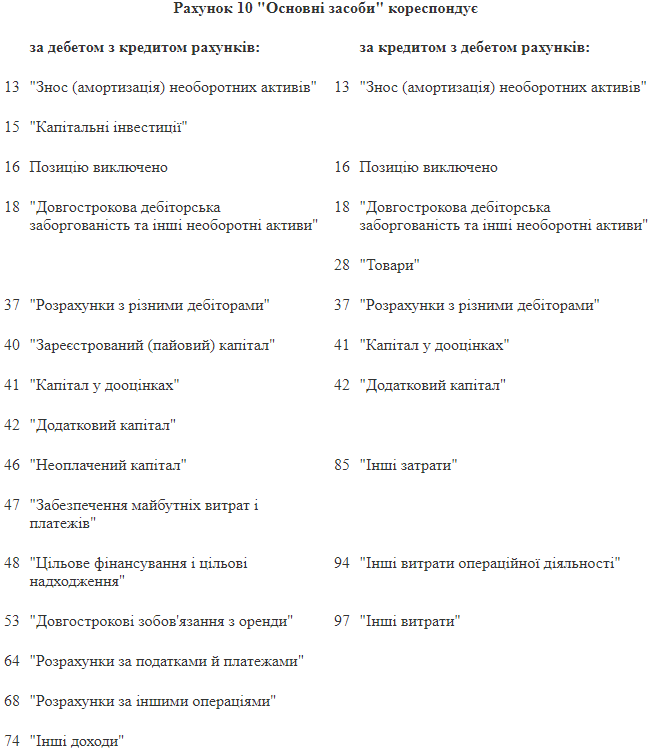 Рахунок 10 "Основні засоби" кореспондує
за дебетом з кредитом рахунків: за кредитом з дебетом рахунків:
13 "Знос (амортизація) необоротних активів" 13 "Знос (амортизація) необоротних активів"
15 "Капітальні інвестиції"
16 Позицію виключено 16 Позицію виключено
18 "Довгострокова дебіторська 18 "Довгострокова дебіторська
заборгованість та інші необоротні активи" заборгованість та інші необоротні активи"
28 "Товари"
37 "Розрахунки з різними дебіторами" 37 "Розрахунки з різними дебіторами"
40 "Зареєстрований (пайовий) капітал" 41 "Капітал у дооцінках"
41 "Капітал у дооцінках" 42 "Додатковий капітал"
42 "Додатковий капітал"
46 "Неоплачений капітал" 85 "Інші затрати"
47 "Забезпечення майбутніх витрат і
платежів"
48 "Цільове фінансування і цільові 94 "Інші витрати операційної діяльності"
надходження"
53 "Довгострокові зобов'язання з оренди" 97 "Інші витрати"
64 "Розрахунки за податками й платежами"
68 "Розрахунки за іншими операціями"
74 "Інші доходи"